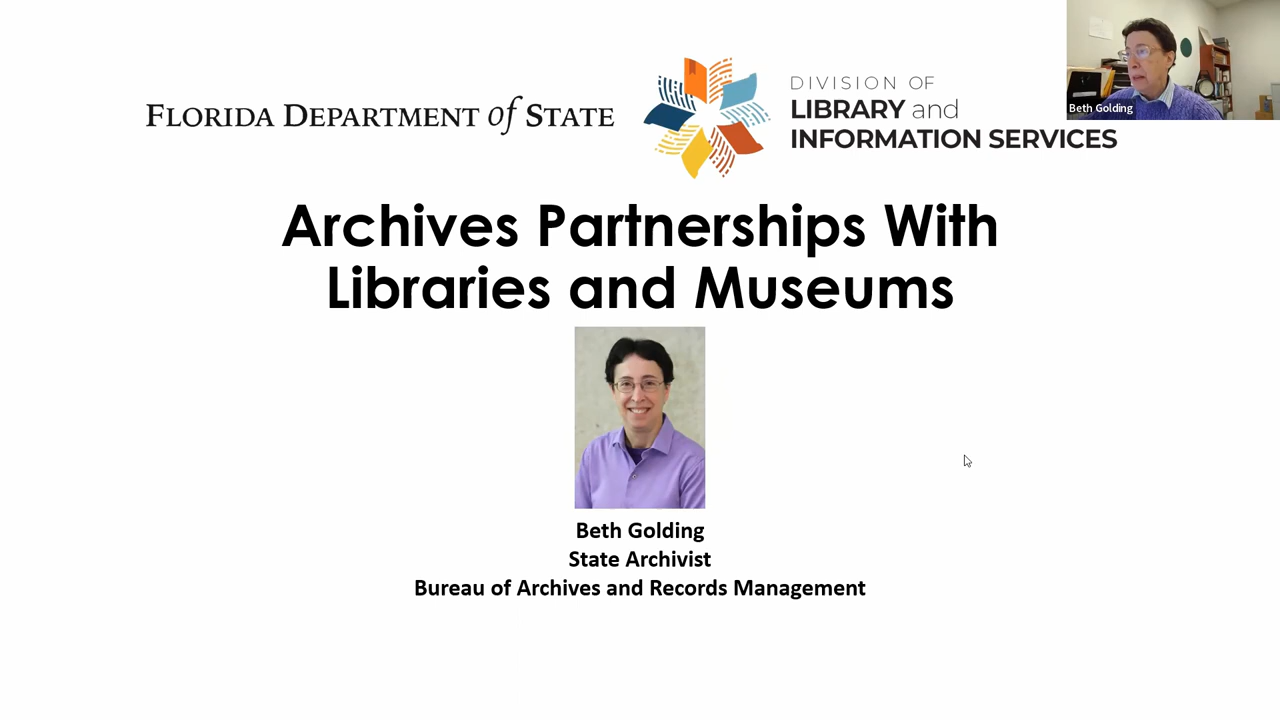 FLORIDA DEPARTMENT of STATE
DIVISION OF
LIBRARY and
INFORMATION SERVICES
Beth Golding
Archives Partnerships With
Libraries and Museums
Beth Golding
State Archivist
Bureau of Archives and Records Management